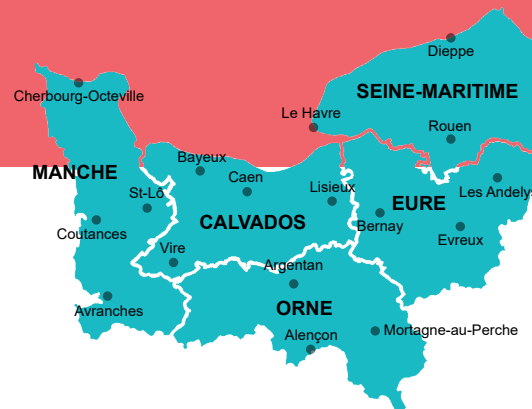 Dieppe
Cherbourg-Octeville
SEINE-MARITIME
Le Havre
Rouen
Bayeux
MANCHE
Caen
Lisieux
Les Andelys
St-Lô
EURE
Coutances
CALVADOS
Bernay
Evreux
Vire
Argentan
Avranches
ORNE
Mortagne-au-Perche
Alençon